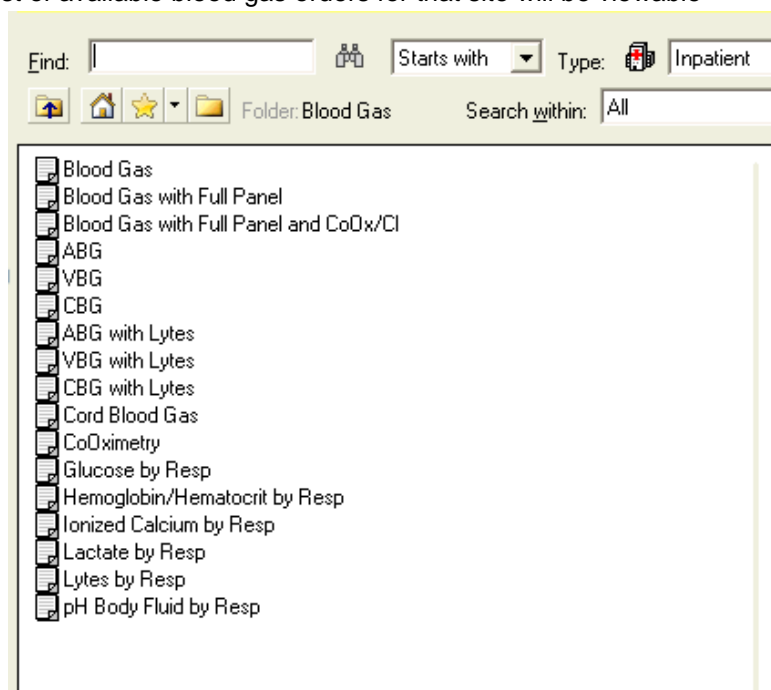 st of available blood gas orders for that site will be viewable
Find: Starts with Type: Inpatient
Folder: Blood Gas Search within: All
Blood Gas
Blood Gas with Full Panel
Blood Gas with Full Panel and CoOx/Cl
ABG
VBG
CBG
ABG with Lytes
VBG with Lytes
CBG with Lytes
Cord Blood Gas
CoOximetry
Glucose by Resp
Hemoglobin/Hematocrit by Resp
Ionized Calcium by Resp
Lactate by Resp
Lytes by Resp
pH Body Fluid by Resp